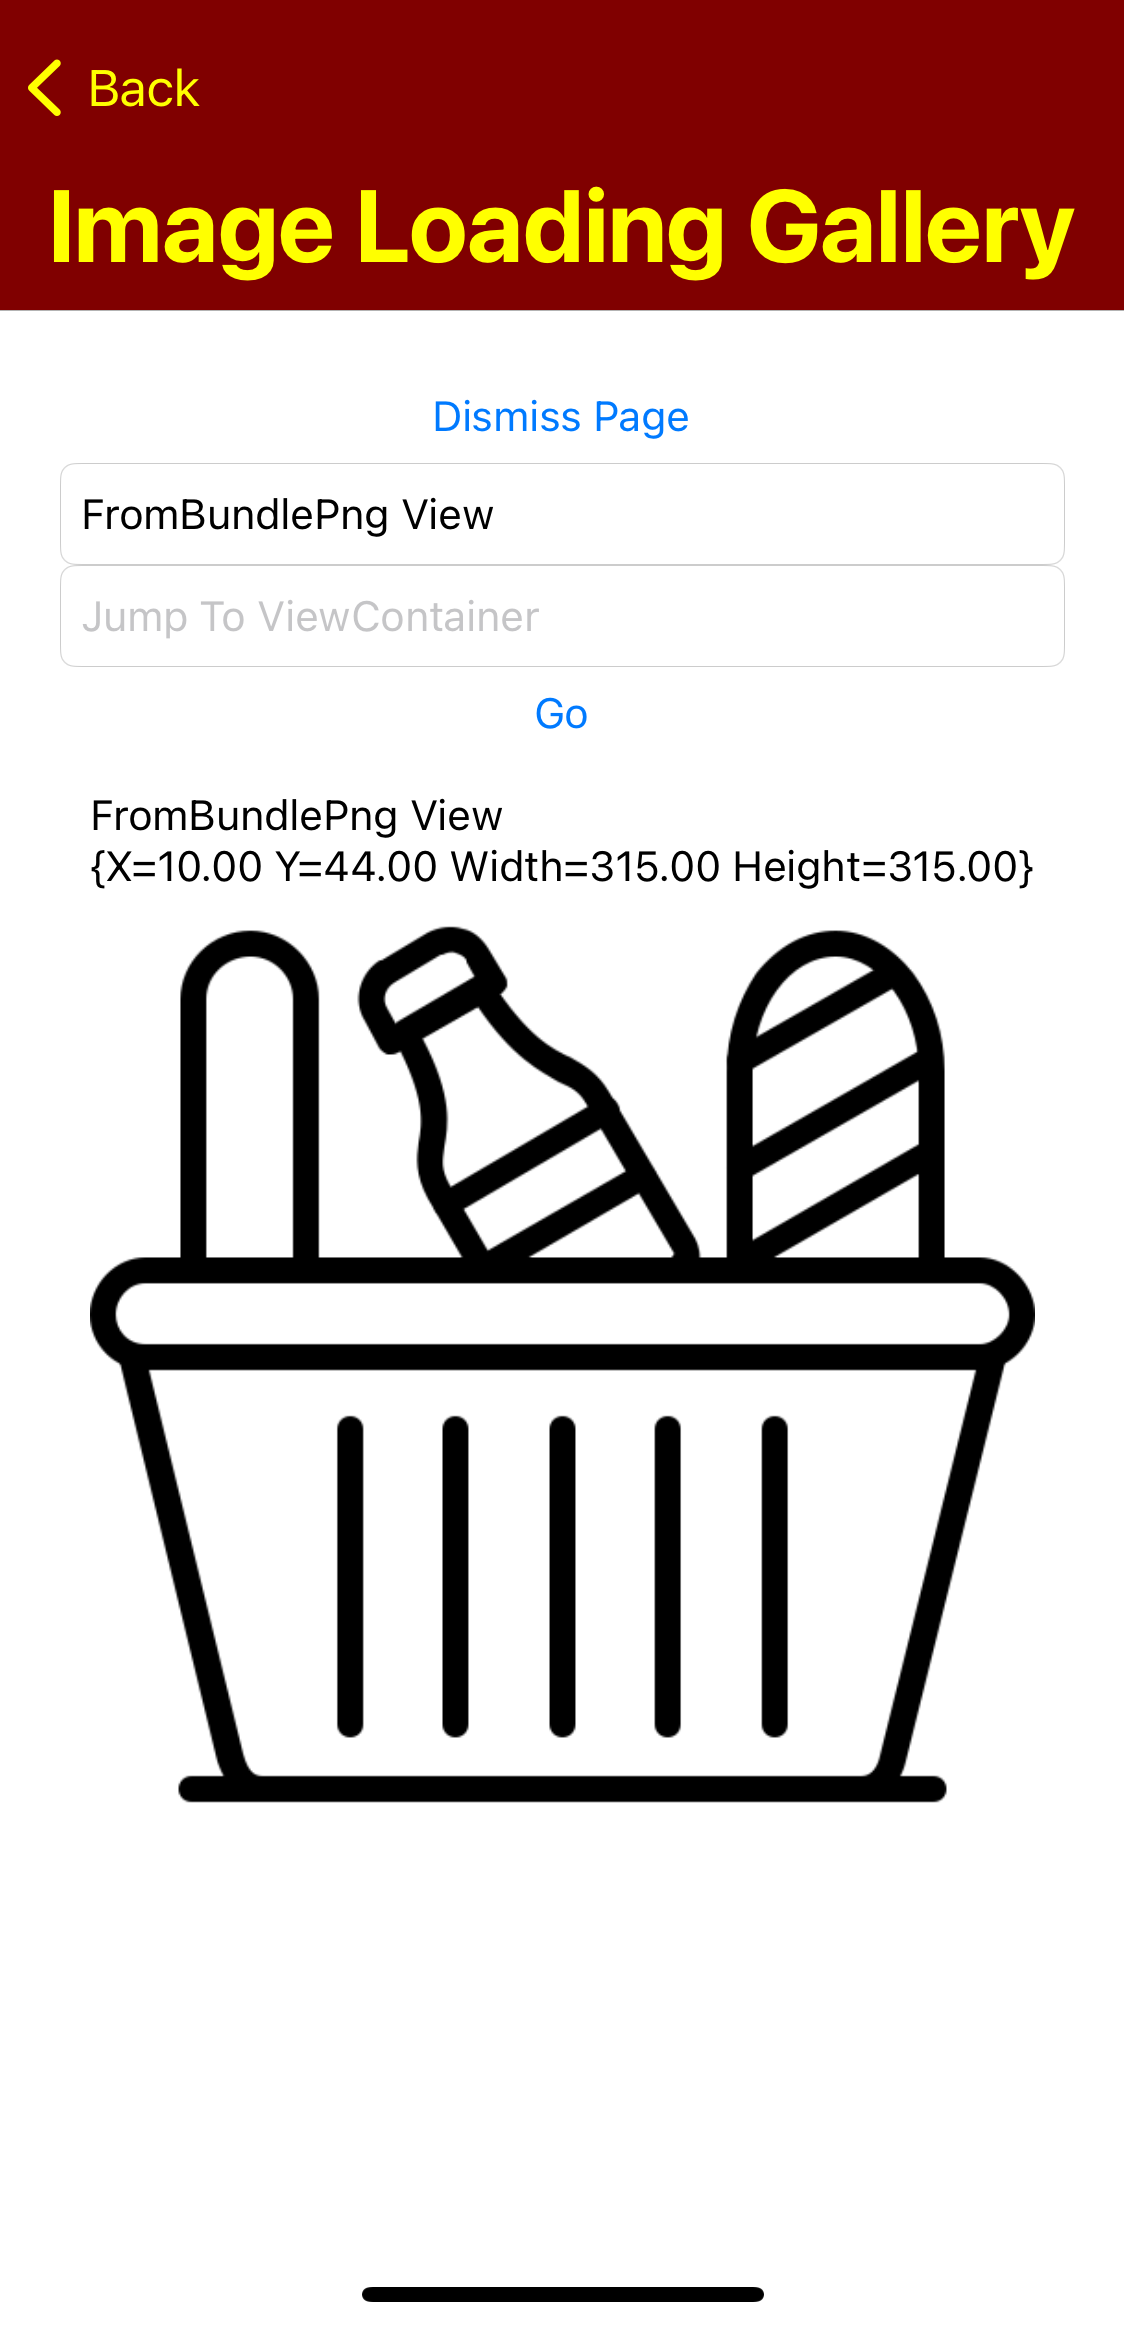 Back
Image Loading Gallery
Dismiss Page
FromBundlePng View
Jump To ViewContainer
Go
FromBundlePng View
{X=10.00 Y=44.00 Width=315.00 Height=315.00}